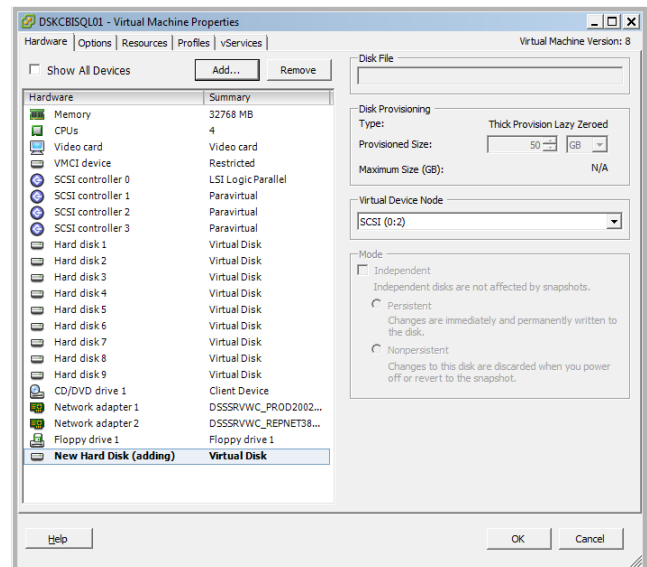 DSKCBISQL01 - Virtual Machine Properties
Hardware Options Resources Profiles vServices Virtual Machine Version: 8
Show All Devices Add... Remove
Hardware Summary
Memory 32768 MB
CPUs 4
Video card Video card
VMCI device Restricted
SCSI controller 0 LSI Logic Parallel
SCSI controller 1 Paravirtual
SCSI controller 2 Paravirtual
SCSI controller 3 Paravirtual
Hard disk 1 Virtual Disk
Hard disk 2 Virtual Disk
Hard disk 3 Virtual Disk
Hard disk 4 Virtual Disk
Hard disk 5 Virtual Disk
Hard disk 6 Virtual Disk
Hard disk 7 Virtual Disk
Hard disk 8 Virtual Disk
Hard disk 9 Virtual Disk
CD/DVD drive 1 Client Device
Network adapter 1 DSSSRVWC_PROD2002...
Network adapter 2 DSSSRVWC_REPNET38...
Floppy drive 1 Floppy drive 1
New Hard Disk (adding) Virtual Disk
Disk File
Disk Provisioning
Type: Thick Provision Lazy Zeroed
Provisioned Size: 50 GB
Maximum Size (GB): N/A
Virtual Device Node
SCSI (0:2)
Mode
Independent
Independent disks are not affected by snapshots.
Persistent
Changes are immediately and permanently written to
the disk.
Nonpersistent
Changes to this disk are discarded when you power
off or revert to the snapshot.
Help OK Cancel